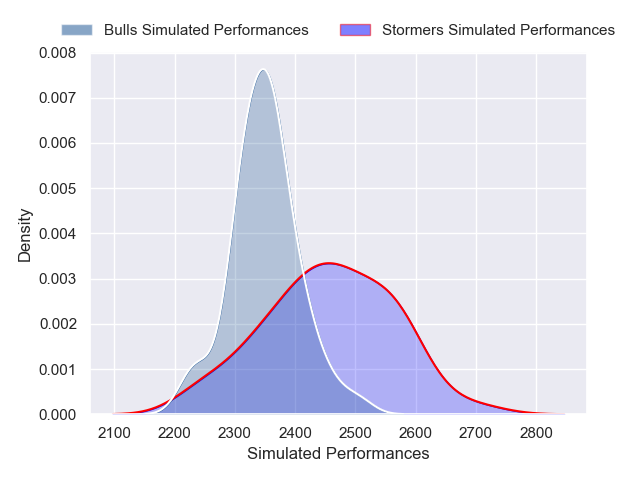 Bulls Simulated Performances Stormers Simulated Performances
0.008
0.007
0.006
0.005
0.004
0.003
0.002
0.001
0.000
Density
2100 2200 2300 2400 2500 2600 2700 2800
Simulated Performances